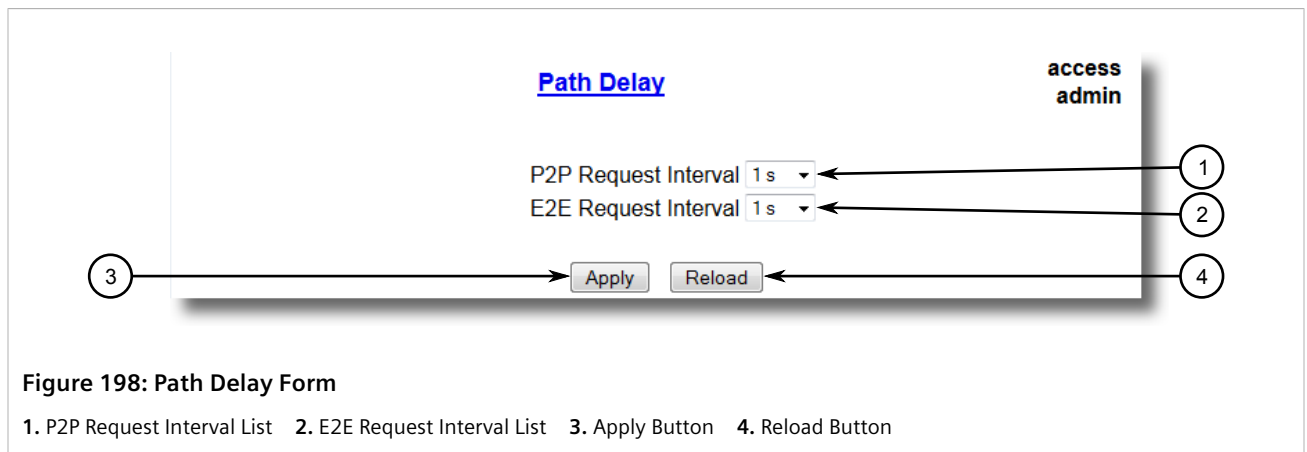 Path Delay
access
admin
P2P Request Interval 1 s
1
E2E Request Interval 1 s
2
3
Apply Reload
4
Figure 198: Path Delay Form
1. P2P Request Interval List 2. E2E Request Interval List 3. Apply Button 4. Reload Button